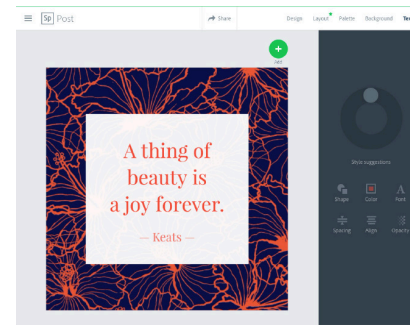 Sp Post
Share
Design Layout Palette Background
Add
A thing of
beauty is
a joy forever.
— Keats —
Style suggestions
Shape Color Font
Spacing Align Opacity